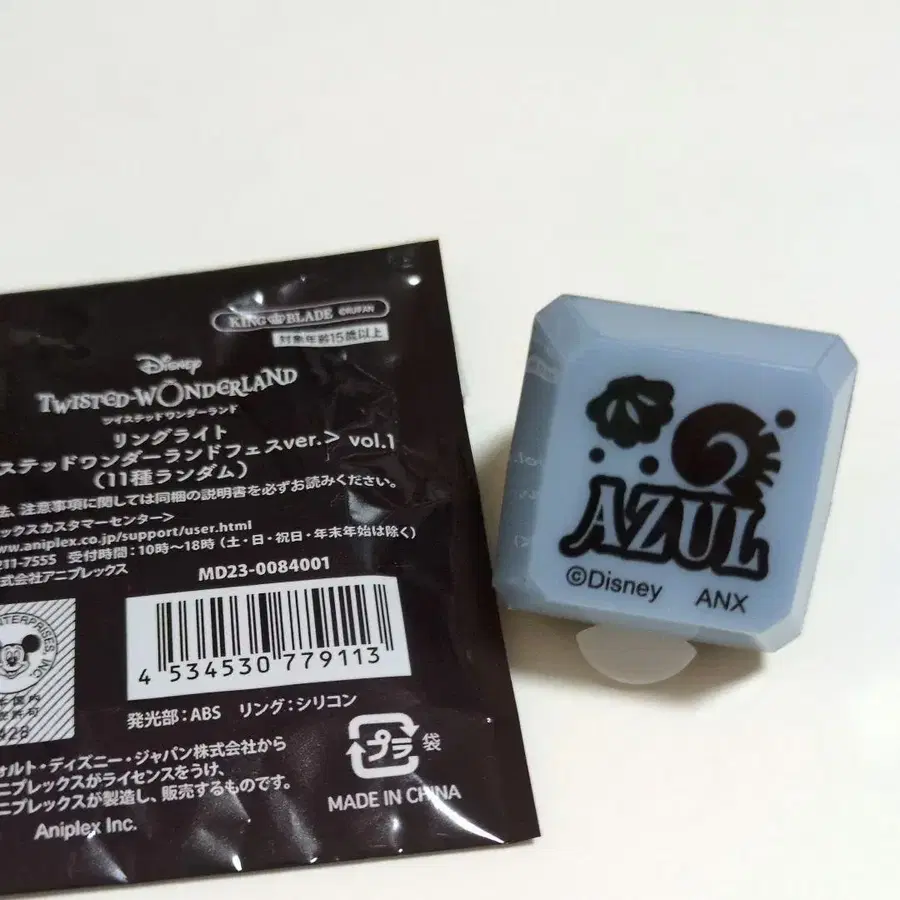 KING BLADE ©RUIFAN
対象年齢15歳以上
Disney
TWISTED-WONDERLAND
ツイステッドワンダーランド
リングライト
ステッドワンダーランドフェスver.> vol.1
(11種ランダム)
法、注意事項に関しては同梱の説明書を必ずお読みください。
ックスカスタマーセンター>
www.aniplex.co.jp/support/user.html
211-7555 受付時間：10時～18時（土・日・祝日・年末年始は除く）
式会社アニプレックス
MD23-0084001
4 534530 779113
発光部：ABS リング：シリコン
ENTERPRISES, INC.
428
ォルト・ディズニー・ジャパン株式会社から
ニプレックスがライセンスをうけ、
ニプレックスが製造し、販売するものです。
Aniplex Inc.
プラ 袋
MADE IN CHINA
AZUL
©Disney ANX